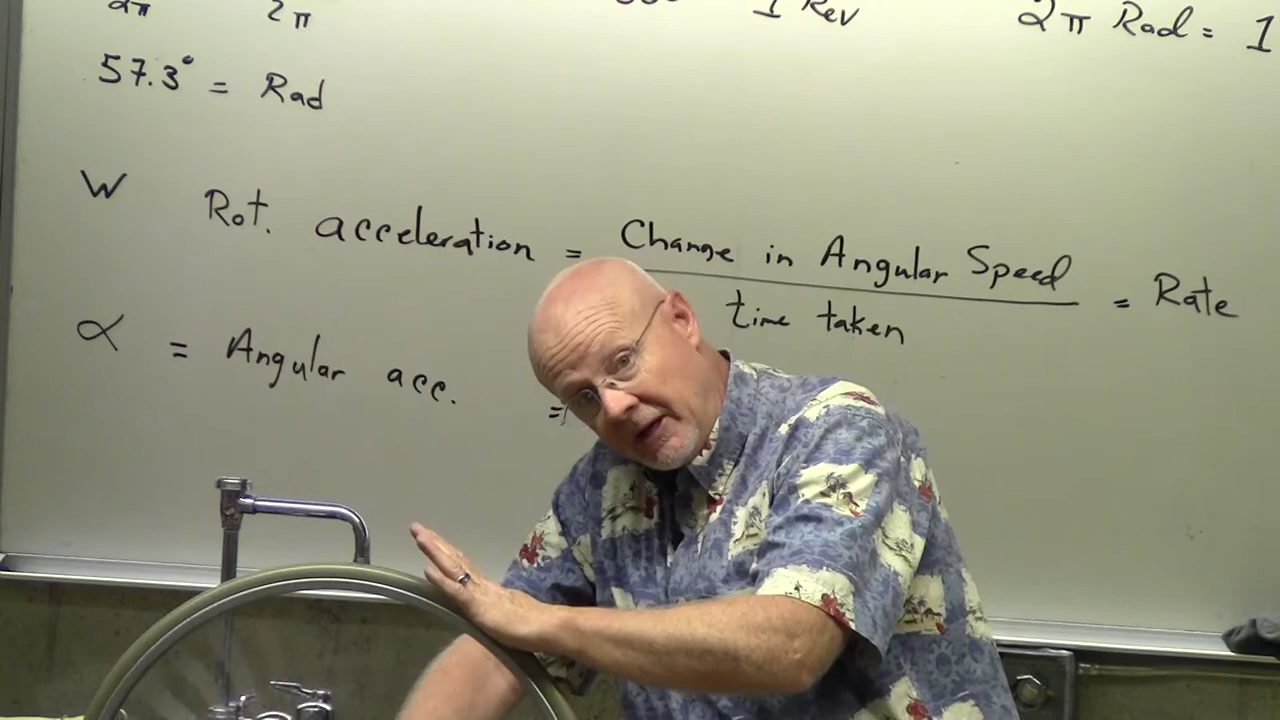 2π 2π 1 Rev 2π Rad = 1
57.3° = Rad
W Rot. acceleration = Change in Angular Speed = Rate
time taken
α = Angular acc. =